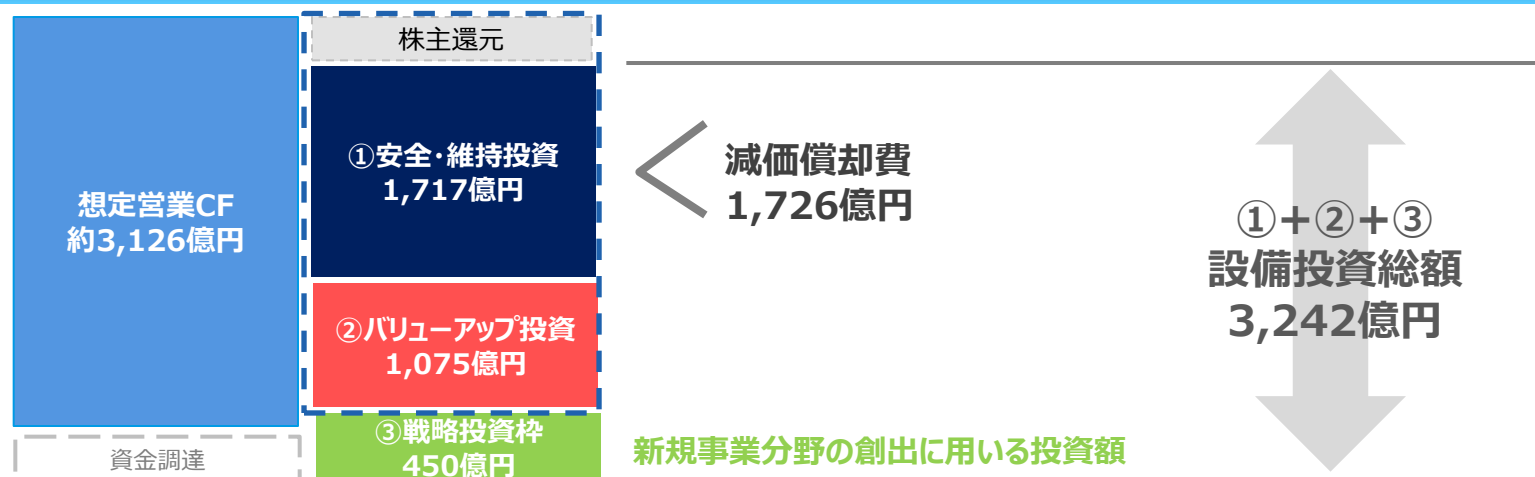 株主還元
①安全・維持投資
1,717億円
想定営業CF
約3,126億円
減価償却費
1,726億円
①+②+③
設備投資総額
3,242億円
②バリューアップ投資
1,075億円
③戦略投資枠
450億円
新規事業分野の創出に用いる投資額
資金調達